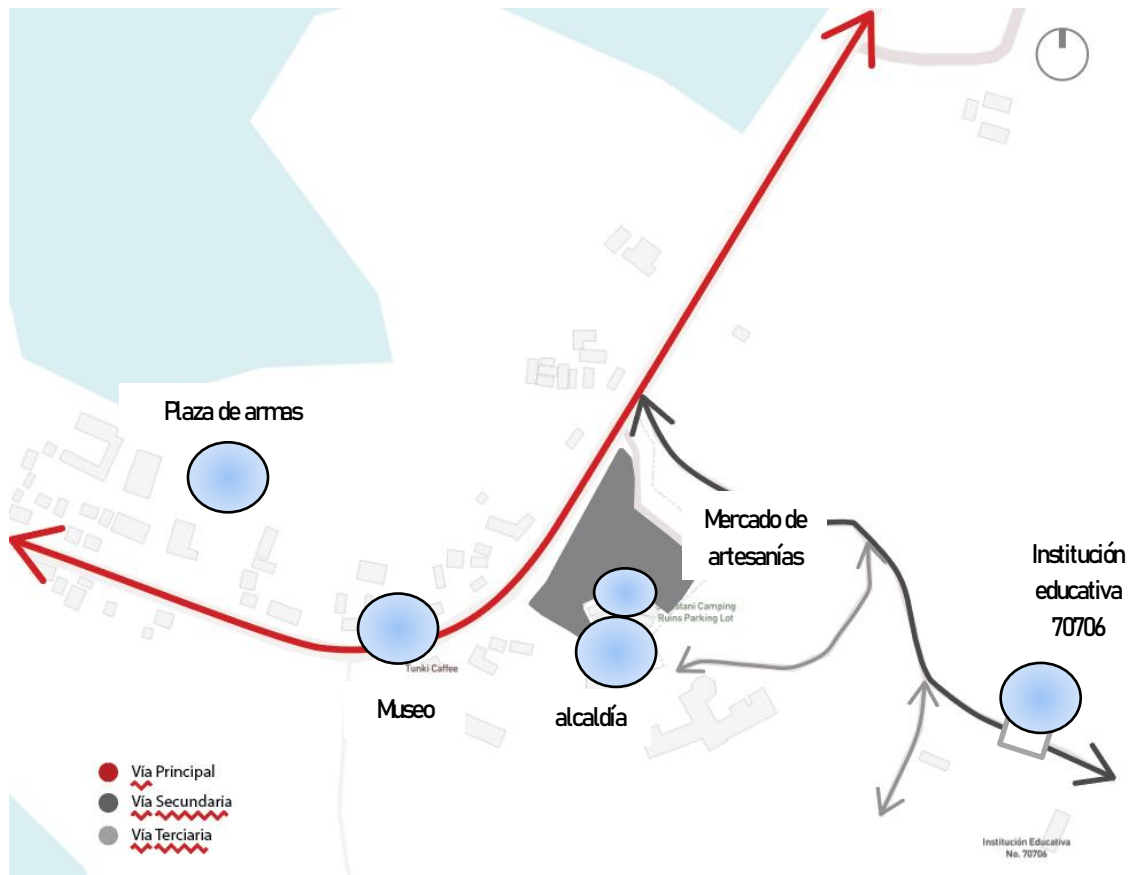 Plaza de armas
Mercado de
artesanías
Institución
educativa
70706
stani Camping
Ruins Parking Lot
Tunki Caffee
Museo
alcaldía
Vía Principal
Vía Secundaria
Vía Terciaria
Institución Educativa
No. 70706